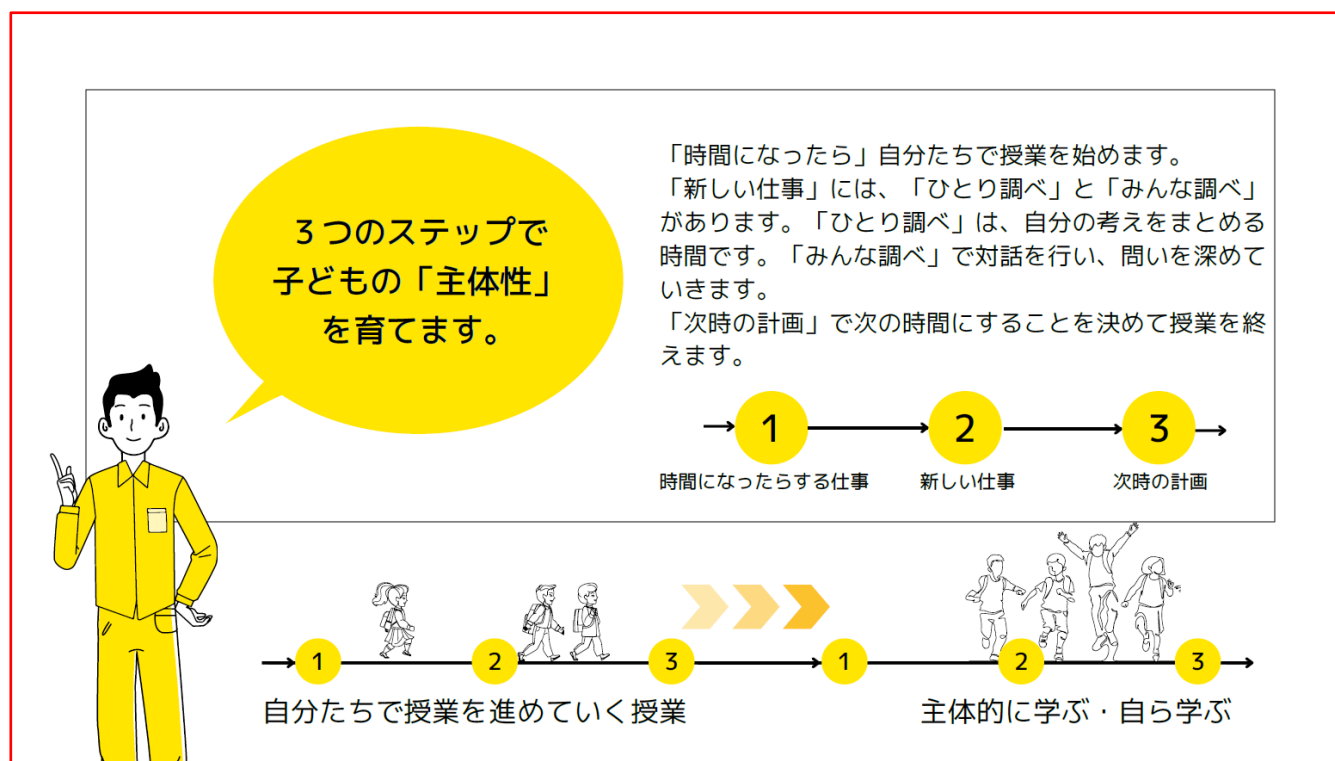 ３つのステップで
子どもの「主体性」
を育てます。
「時間になったら」自分たちで授業を始めます。
「新しい仕事」には、「ひとり調べ」と「みんな調べ」
があります。「ひとり調べ」は、自分の考えをまとめる
時間です。「みんな調べ」で対話を行い、問いを深めて
いきます。
「次時の計画」で次の時間にすることを決めて授業を終
えます。
1 2 3
時間になったらする仕事 新しい仕事 次時の計画
1 2 3 1 2 3
自分たちで授業を進めていく授業 主体的に学ぶ・自ら学ぶ